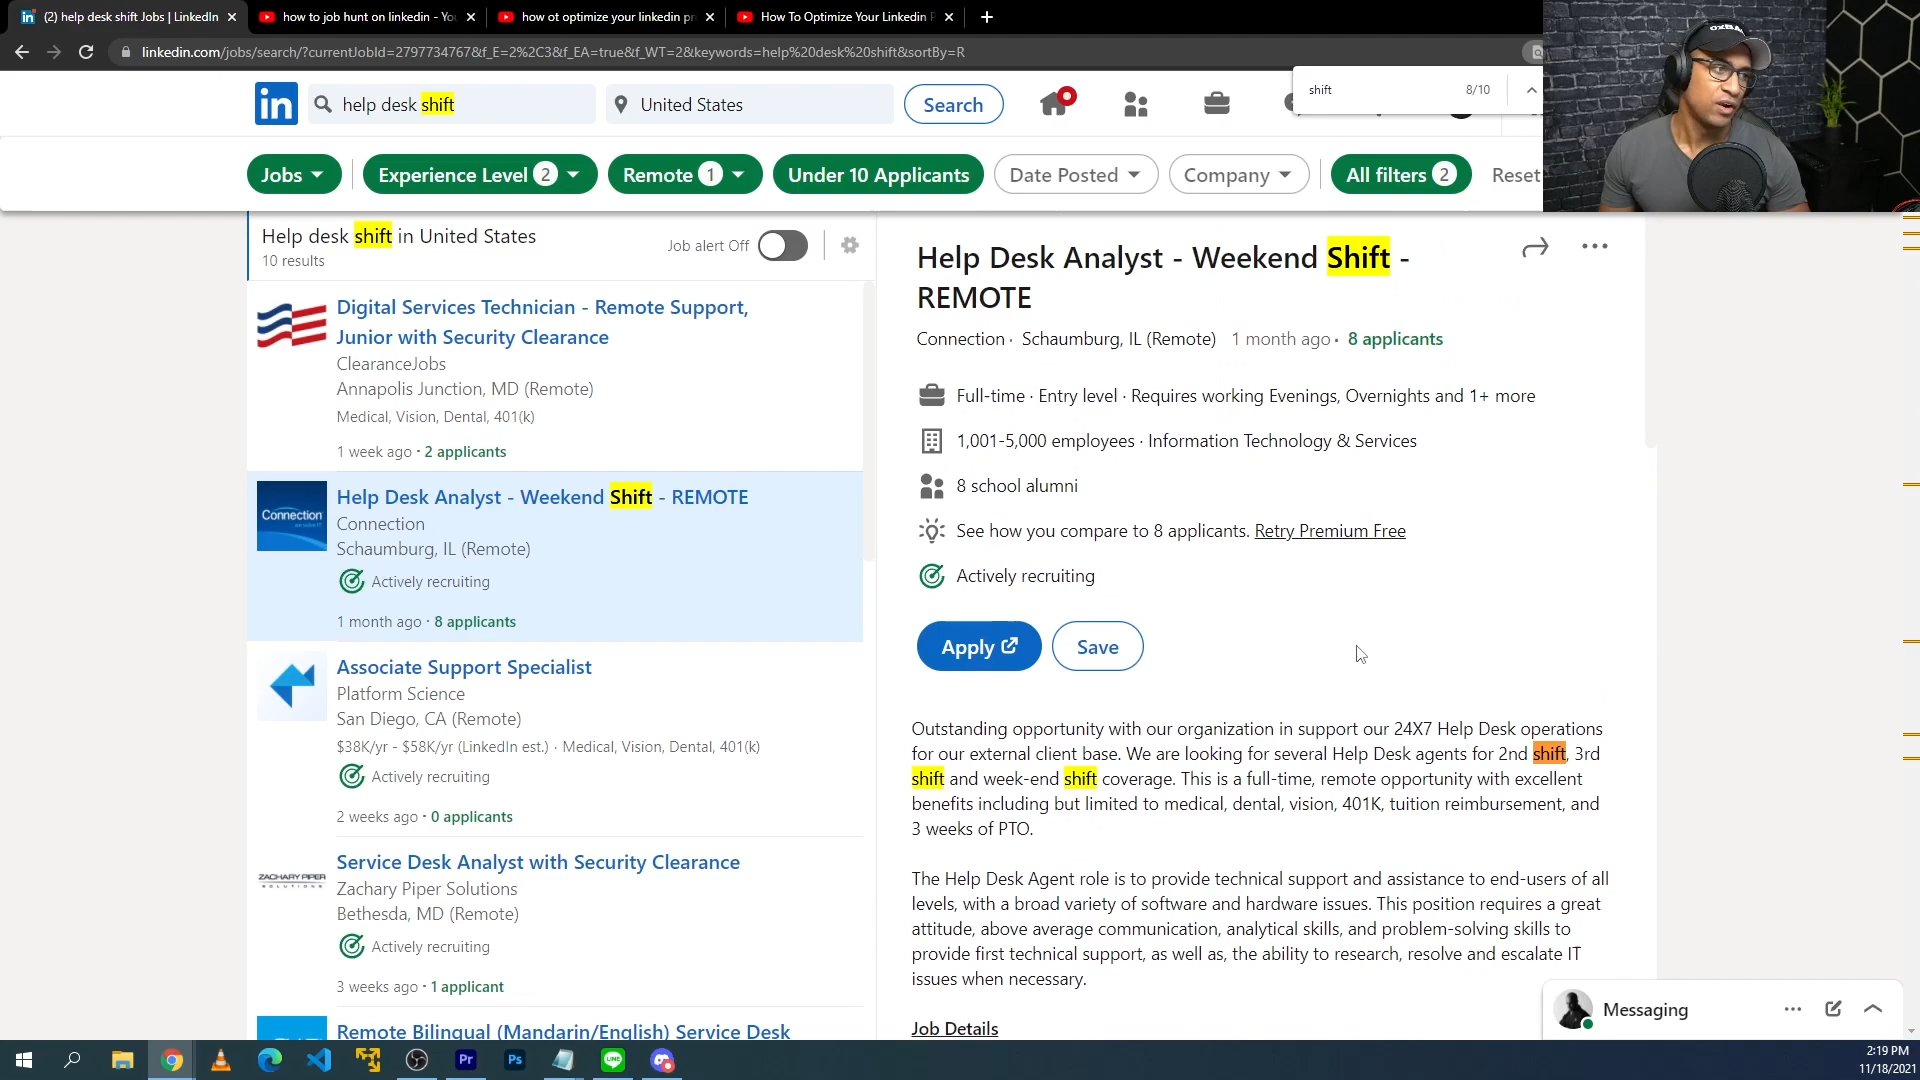 (2) help desk shift Jobs | LinkedIn
how to job hunt on linkedin - Yo
how ot optimize your linkedin pr
How To Optimize Your Linkedin P
linkedin.com/jobs/search/?currentJobId=2797734767&f_E=2%2C3&f_EA=true&f_WT=2&keywords=help%20desk%20shift&sortBy=R
shift 8/10
in
help desk shift
United States
Search
Jobs
Experience Level 2
Remote 1
Under 10 Applicants
Date Posted
Company
All filters 2
Reset
Help desk shift in United States
10 results
Job alert Off
Digital Services Technician - Remote Support,
Junior with Security Clearance
ClearanceJobs
Annapolis Junction, MD (Remote)
Medical, Vision, Dental, 401(k)
1 week ago · 2 applicants
Connection
Help Desk Analyst - Weekend Shift - REMOTE
Connection
Schaumburg, IL (Remote)
Actively recruiting
1 month ago · 8 applicants
Associate Support Specialist
Platform Science
San Diego, CA (Remote)
$38K/yr - $58K/yr (LinkedIn est.) · Medical, Vision, Dental, 401(k)
Actively recruiting
2 weeks ago · 0 applicants
ZACHARY PIPER
SOLUTIONS
Service Desk Analyst with Security Clearance
Zachary Piper Solutions
Bethesda, MD (Remote)
Actively recruiting
3 weeks ago · 1 applicant
Remote Bilingual (Mandarin/English) Service Desk
Help Desk Analyst - Weekend Shift -
REMOTE
Connection · Schaumburg, IL (Remote) 1 month ago · 8 applicants
Full-time · Entry level · Requires working Evenings, Overnights and 1+ more
1,001-5,000 employees · Information Technology & Services
8 school alumni
See how you compare to 8 applicants. Retry Premium Free
Actively recruiting
Apply
Save
Outstanding opportunity with our organization in support our 24X7 Help Desk operations
for our external client base. We are looking for several Help Desk agents for 2nd shift, 3rd
shift and week-end shift coverage. This is a full-time, remote opportunity with excellent
benefits including but limited to medical, dental, vision, 401K, tuition reimbursement, and
3 weeks of PTO.
The Help Desk Agent role is to provide technical support and assistance to end-users of all
levels, with a broad variety of software and hardware issues. This position requires a great
attitude, above average communication, analytical skills, and problem-solving skills to
provide first technical support, as well as, the ability to research, resolve and escalate IT
issues when necessary.
Job Details
Messaging
Pr
Ps
LINE
2:19 PM
11/18/2021